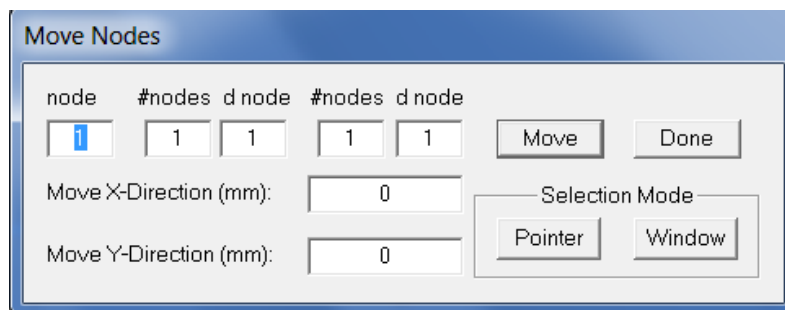 Move Nodes
node #nodes d node #nodes d node
1 1 1 1 1 Move Done
Move X-Direction (mm): 0 Selection Mode
Pointer Window
Move Y-Direction (mm): 0